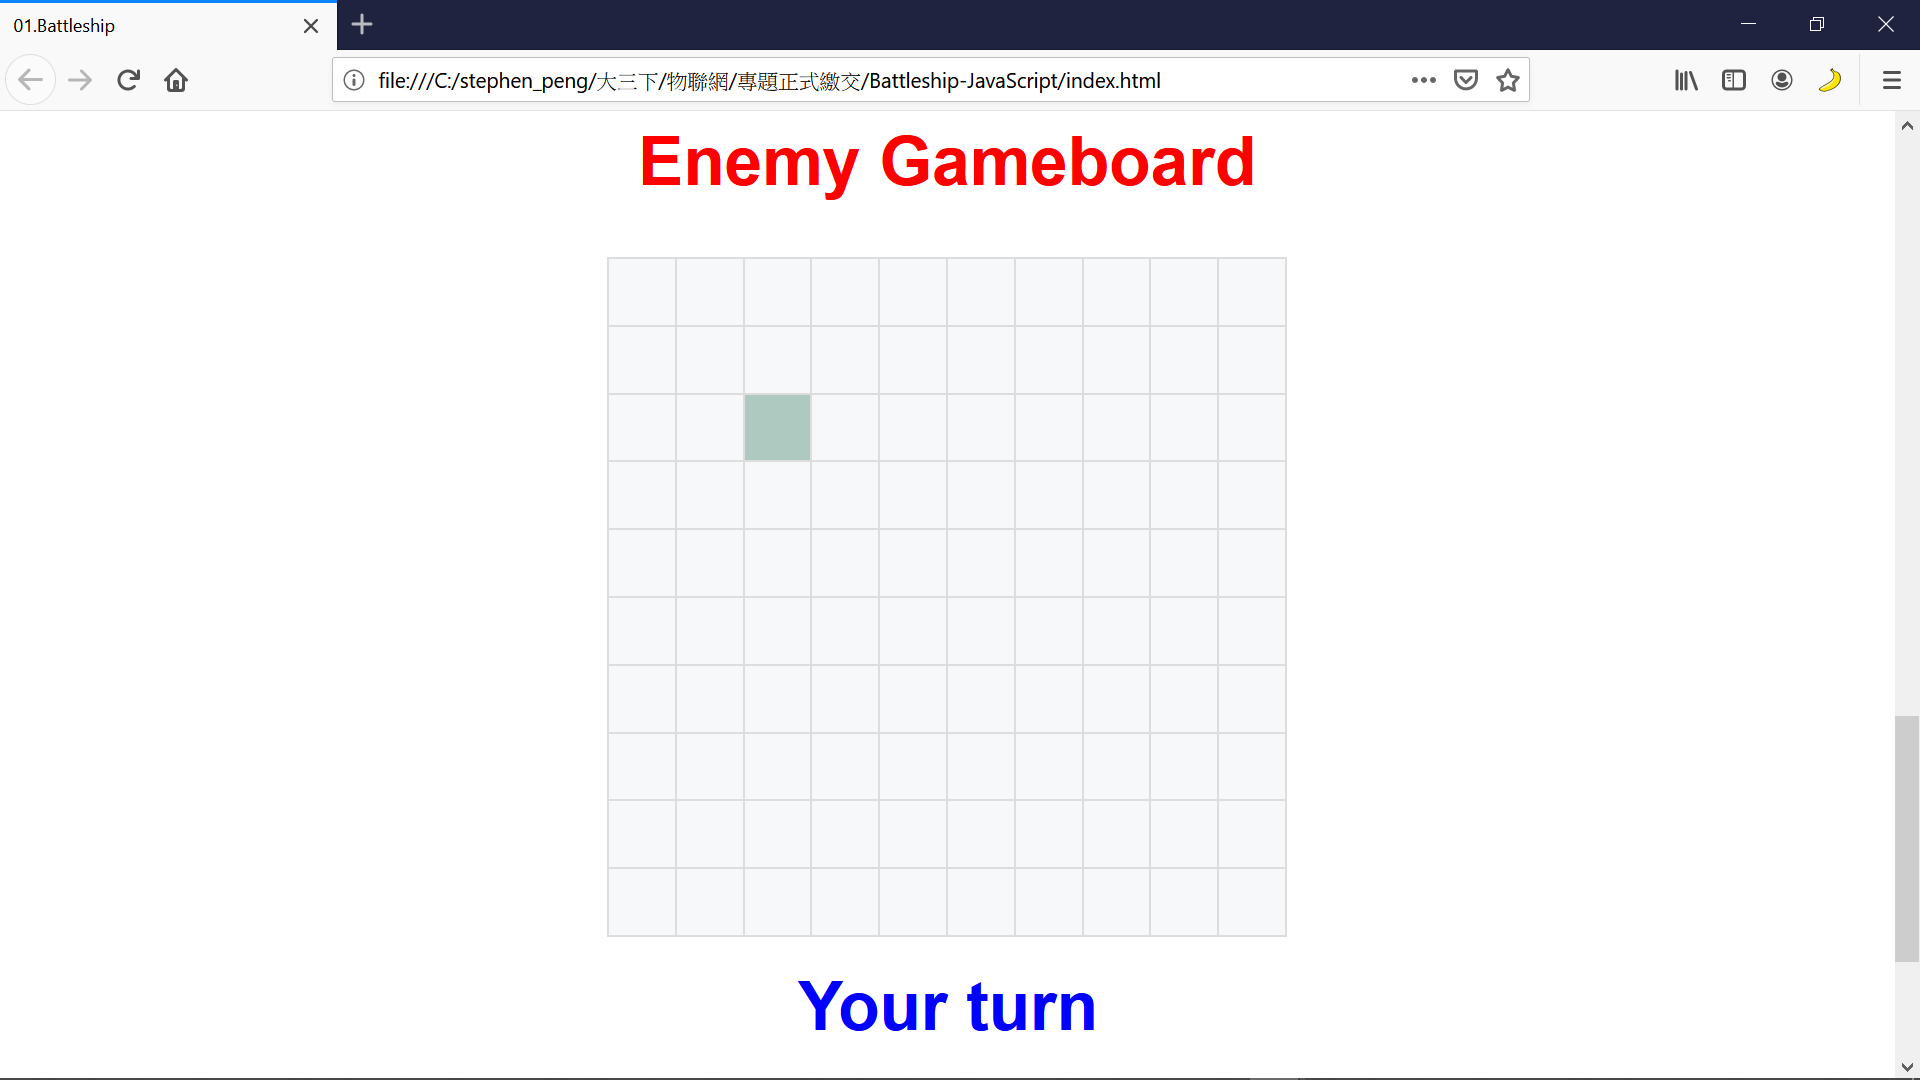 01.Battleship
file:///C:/stephen_peng/大三下/物聯網/專題正式繳交/Battleship-JavaScript/index.html
Enemy Gameboard
Your turn